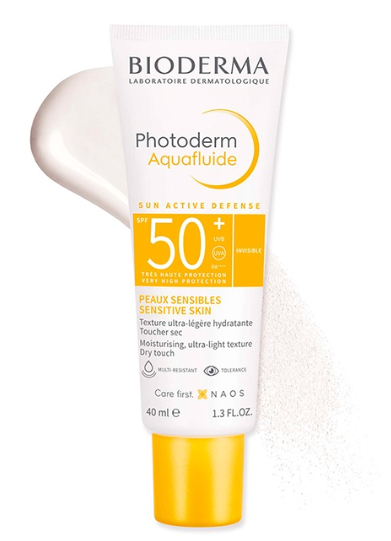 BIODERMA
LABORATOIRE DERMATOLOGIQUE
Photoderm
Aquafluide
SUN ACTIVE DEFENSE
SPF 50+
UVB
UVA
INVISIBLE
TRÈS HAUTE PROTECTION
VERY HIGH PROTECTION
PEAUX SENSIBLES
SENSITIVE SKIN
Texture ultra-légère hydratante
Toucher sec
Moisturising, ultra-light texture
Dry touch
MULTI-RESISTANT TOLERANCE
Care first. NAOS
40 ml ℮ 1.3 FL.OZ.